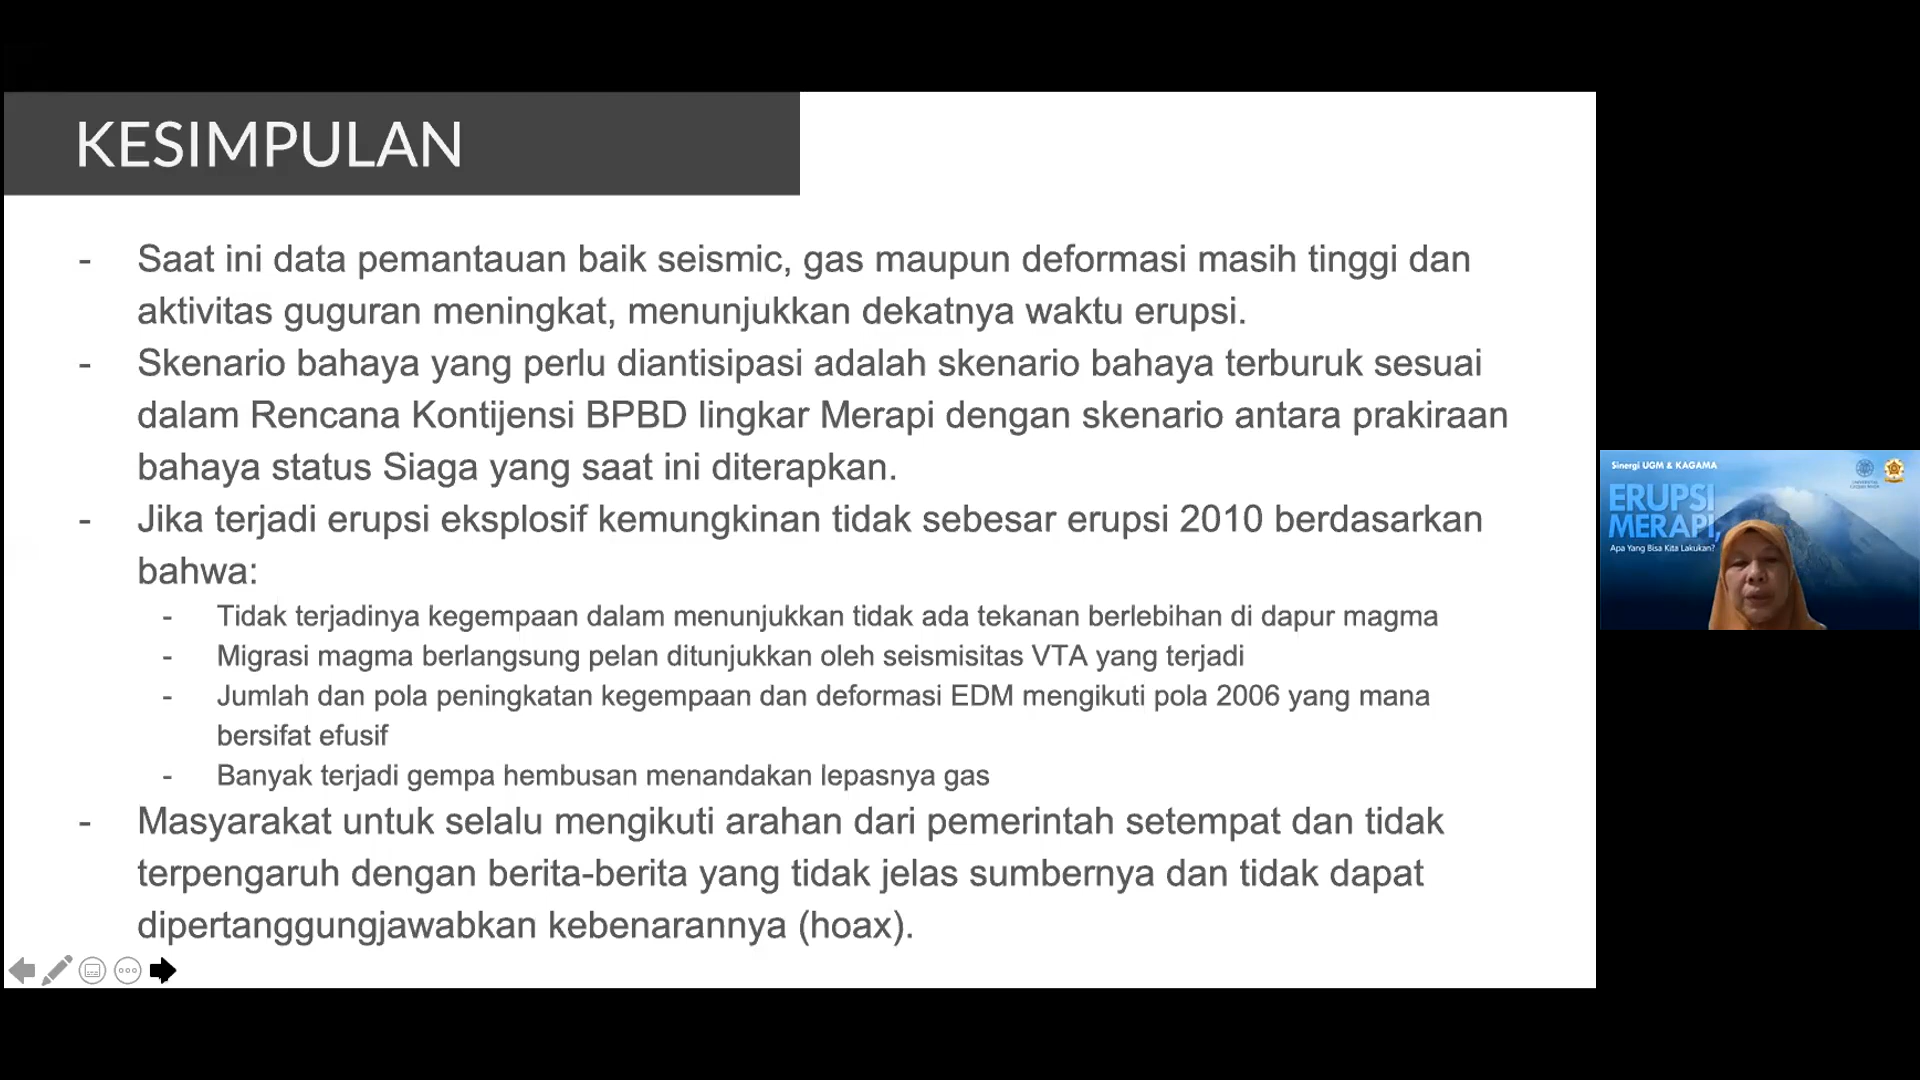 KESIMPULAN
- Saat ini data pemantauan baik seismic, gas maupun deformasi masih tinggi dan
aktivitas guguran meningkat, menunjukkan dekatnya waktu erupsi.
- Skenario bahaya yang perlu diantisipasi adalah skenario bahaya terburuk sesuai
dalam Rencana Kontijensi BPBD lingkar Merapi dengan skenario antara prakiraan
bahaya status Siaga yang saat ini diterapkan.
- Jika terjadi erupsi eksplosif kemungkinan tidak sebesar erupsi 2010 berdasarkan
bahwa:
- Tidak terjadinya kegempaan dalam menunjukkan tidak ada tekanan berlebihan di dapur magma
- Migrasi magma berlangsung pelan ditunjukkan oleh seismisitas VTA yang terjadi
- Jumlah dan pola peningkatan kegempaan dan deformasi EDM mengikuti pola 2006 yang mana
bersifat efusif
- Banyak terjadi gempa hembusan menandakan lepasnya gas
- Masyarakat untuk selalu mengikuti arahan dari pemerintah setempat dan tidak
terpengaruh dengan berita-berita yang tidak jelas sumbernya dan tidak dapat
dipertanggungjawabkan kebenarannya (hoax).
Sinergi UGM & KAGAMA
ERUPSI
MERAPI,
Apa Yang Bisa Kita Lakukan?